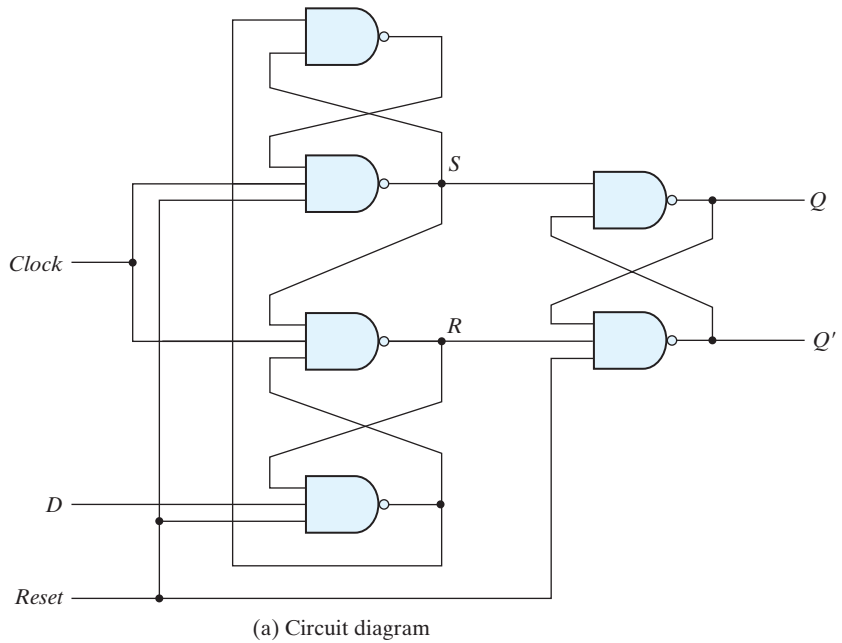 S
Q
Clock
R
Q′
D
Reset
(a) Circuit diagram